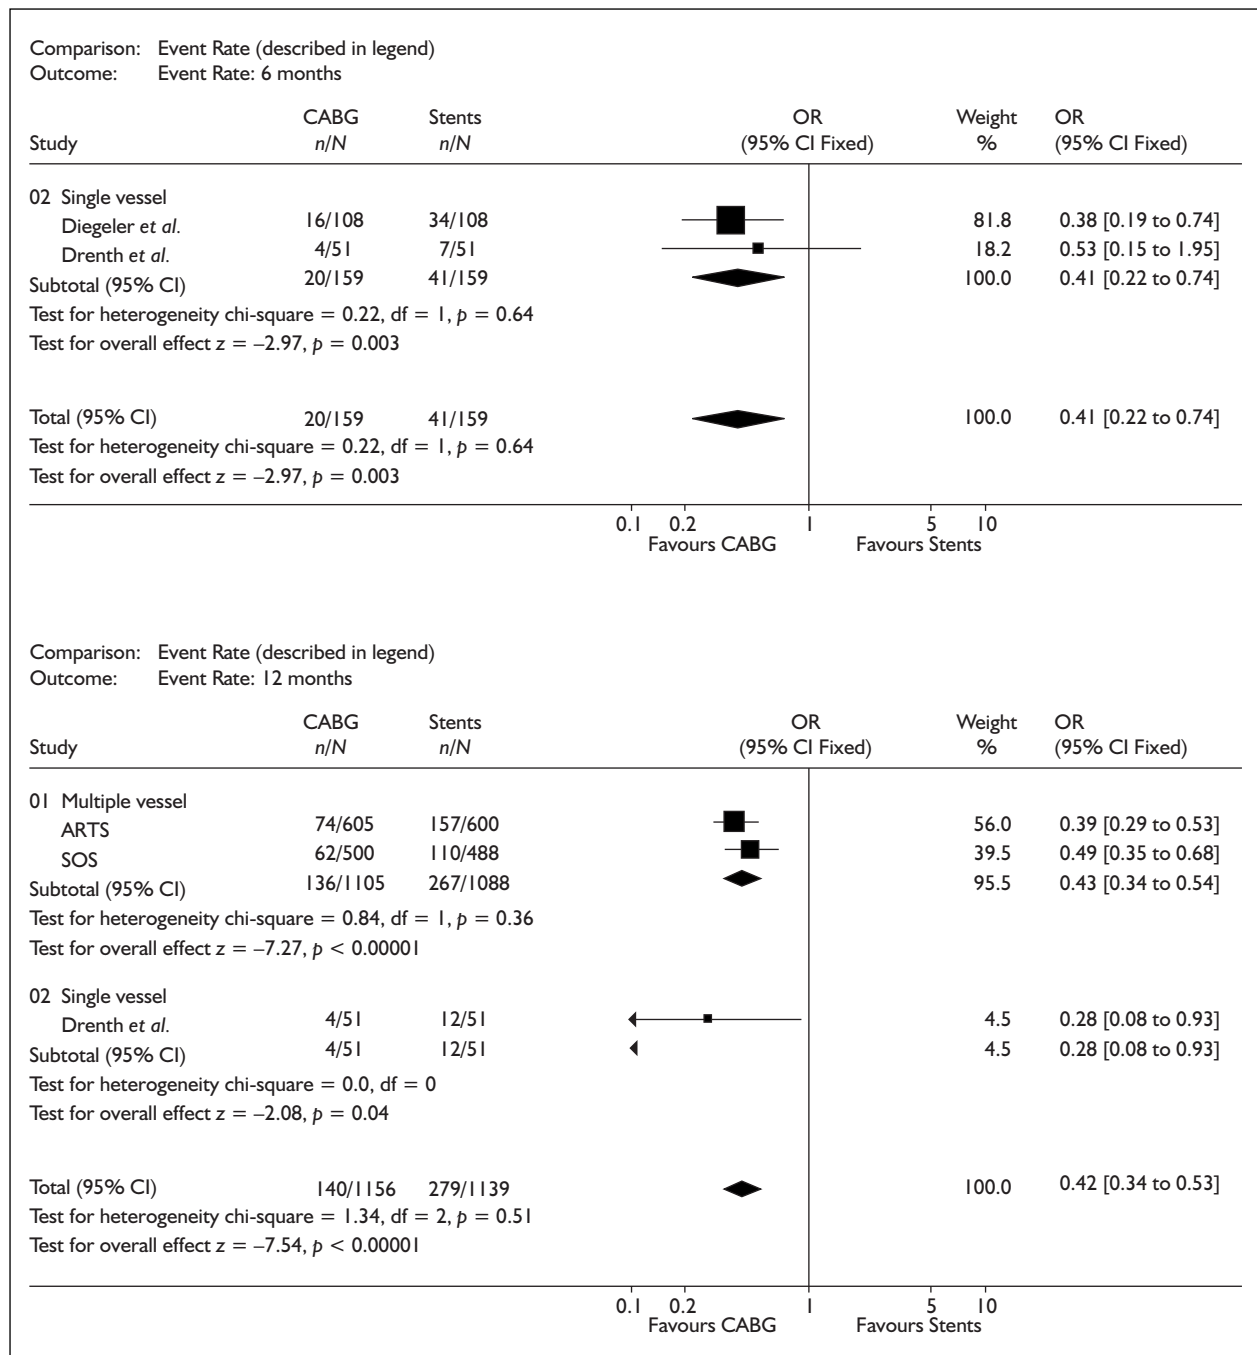 Comparison: Event Rate (described in legend)
Outcome: Event Rate: 6 months
CABG Stents OR Weight OR
Study n/N n/N (95% CI Fixed) % (95% CI Fixed)
02 Single vessel
Diegeler et al. 16/108 34/108 81.8 0.38 [0.19 to 0.74]
Drenth et al. 4/51 7/51 18.2 0.53 [0.15 to 1.95]
Subtotal (95% CI) 20/159 41/159 100.0 0.41 [0.22 to 0.74]
Test for heterogeneity chi-square = 0.22, df = 1, p = 0.64
Test for overall effect z = –2.97, p = 0.003
Total (95% CI) 20/159 41/159 100.0 0.41 [0.22 to 0.74]
Test for heterogeneity chi-square = 0.22, df = 1, p = 0.64
Test for overall effect z = –2.97, p = 0.003
0.1 0.2 1 5 10
Favours CABG Favours Stents
Comparison: Event Rate (described in legend)
Outcome: Event Rate: 12 months
CABG Stents OR Weight OR
Study n/N n/N (95% CI Fixed) % (95% CI Fixed)
01 Multiple vessel
ARTS 74/605 157/600 56.0 0.39 [0.29 to 0.53]
SOS 62/500 110/488 39.5 0.49 [0.35 to 0.68]
Subtotal (95% CI) 136/1105 267/1088 95.5 0.43 [0.34 to 0.54]
Test for heterogeneity chi-square = 0.84, df = 1, p = 0.36
Test for overall effect z = –7.27, p < 0.00001
02 Single vessel
Drenth et al. 4/51 12/51 4.5 0.28 [0.08 to 0.93]
Subtotal (95% CI) 4/51 12/51 4.5 0.28 [0.08 to 0.93]
Test for heterogeneity chi-square = 0.0, df = 0
Test for overall effect z = –2.08, p = 0.04
Total (95% CI) 140/1156 279/1139 100.0 0.42 [0.34 to 0.53]
Test for heterogeneity chi-square = 1.34, df = 2, p = 0.51
Test for overall effect z = –7.54, p < 0.00001
0.1 0.2 1 5 10
Favours CABG Favours Stents